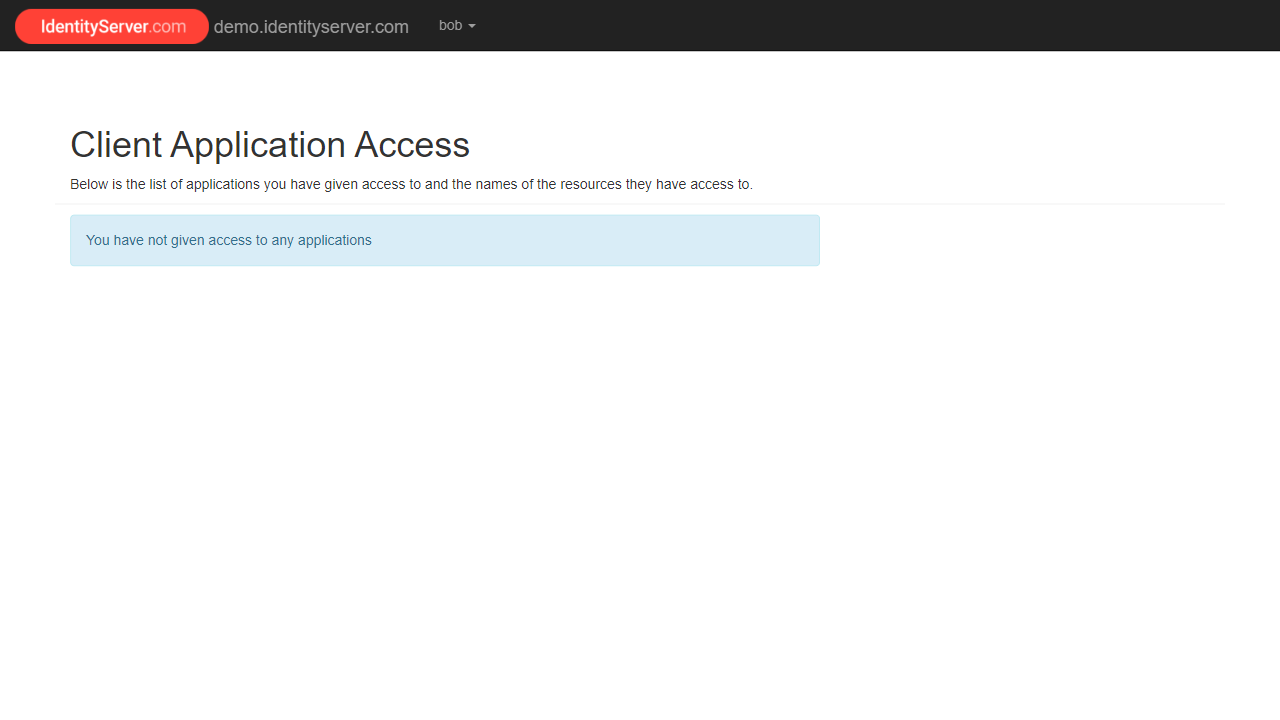 IdentityServer.com demo.identityserver.com bob
Client Application Access
Below is the list of applications you have given access to and the names of the resources they have access to.
You have not given access to any applications